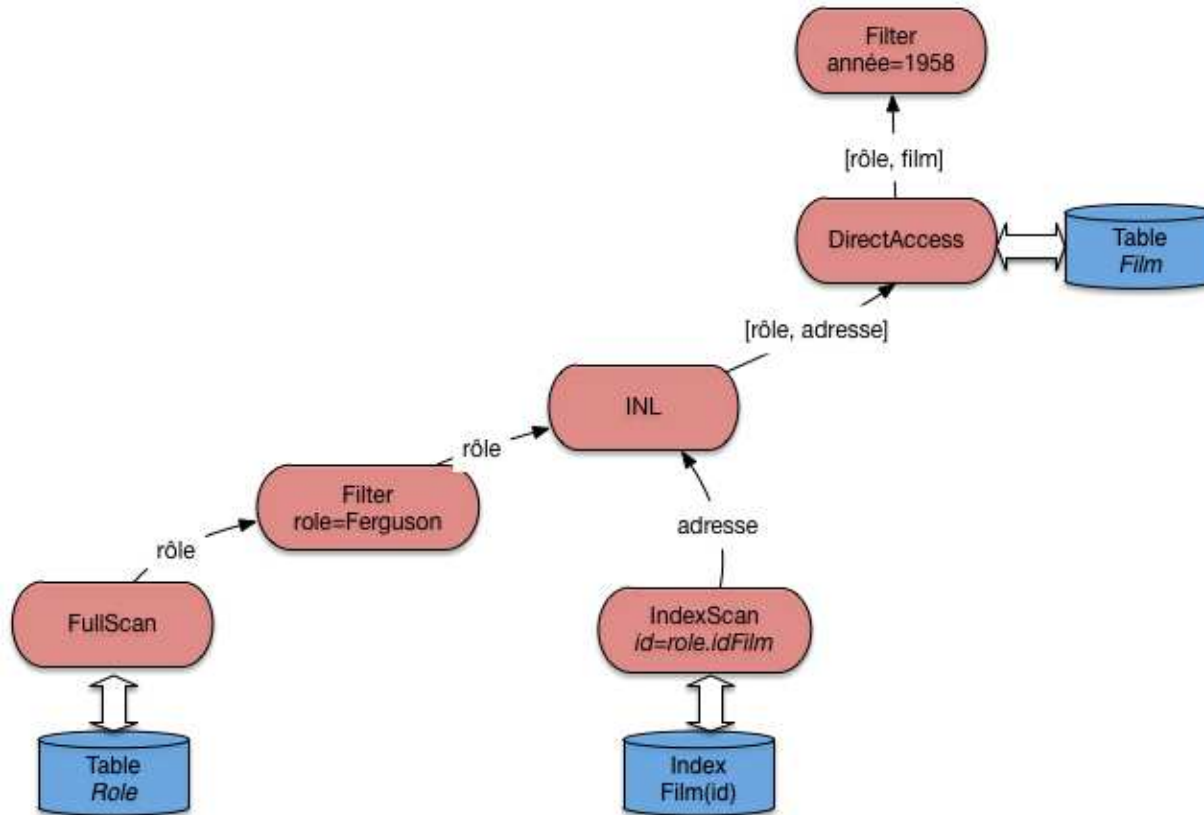 Filter
année=1958
[rôle, film]
DirectAccess
Table
Film
[rôle, adresse]
INL
rôle
Filter
role=Ferguson
adresse
rôle
FullScan
IndexScan
id=role.idFilm
Table
Role
Index
Film(id)